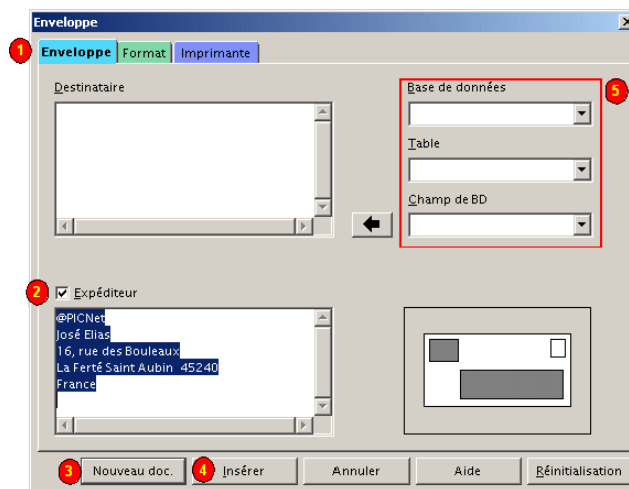 Enveloppe
1
Enveloppe Format Imprimante
Destinataire
Base de données
5
Table
Champ de BD
2
Expéditeur
@PICNet
José Elias
16, rue des Bouleaux
La Ferté Saint Aubin 45240
France
3 Nouveau doc. 4 Insérer Annuler Aide Réinitialisation